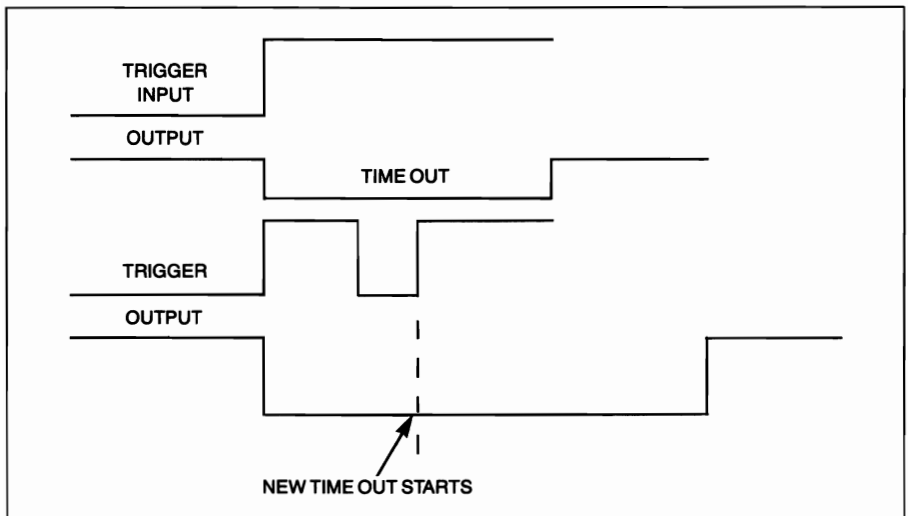 TRIGGER
INPUT
OUTPUT
TIME OUT
TRIGGER
OUTPUT
NEW TIME OUT STARTS